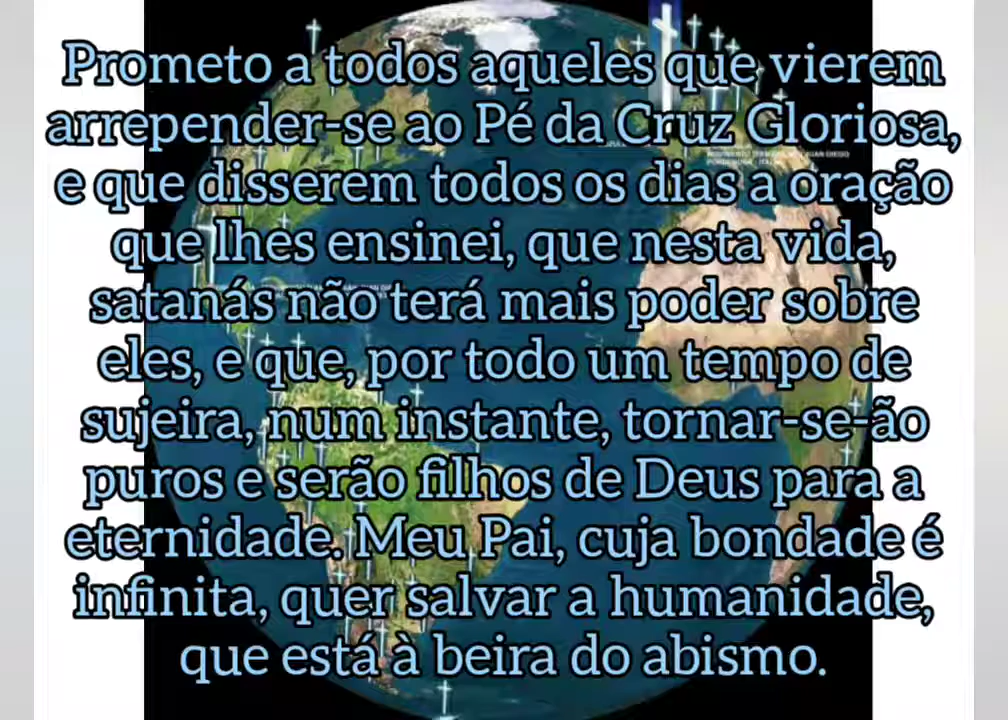 Prometo a todos aqueles que vierem
arrepender-se ao Pé da Cruz Gloriosa,
e que disserem todos os dias a oração
que lhes ensinei, que nesta vida,
satanás não terá mais poder sobre
eles, e que, por todo um tempo de
sujeira, num instante, tornar-se-ão
puros e serão filhos de Deus para a
eternidade. Meu Pai, cuja bondade é
infinita, quer salvar a humanidade,
que está à beira do abismo.